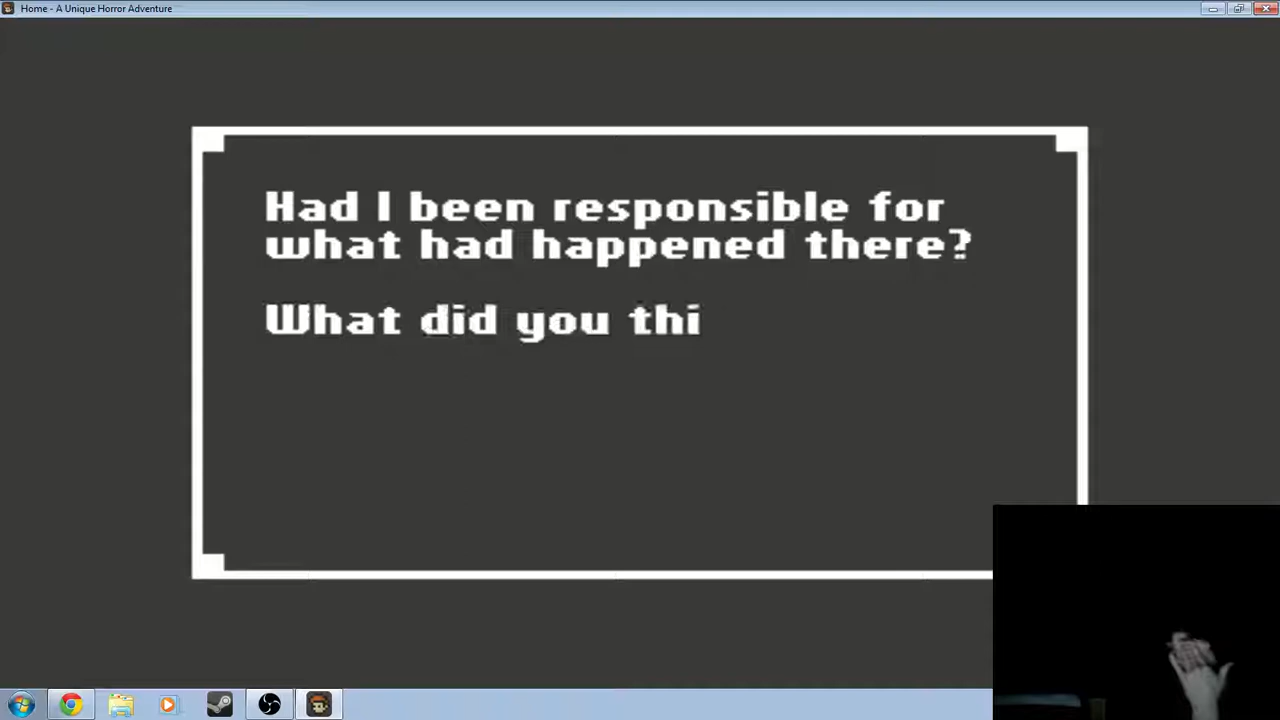 Home - A Unique Horror Adventure
Had I been responsible for
what had happened there?
What did you thi